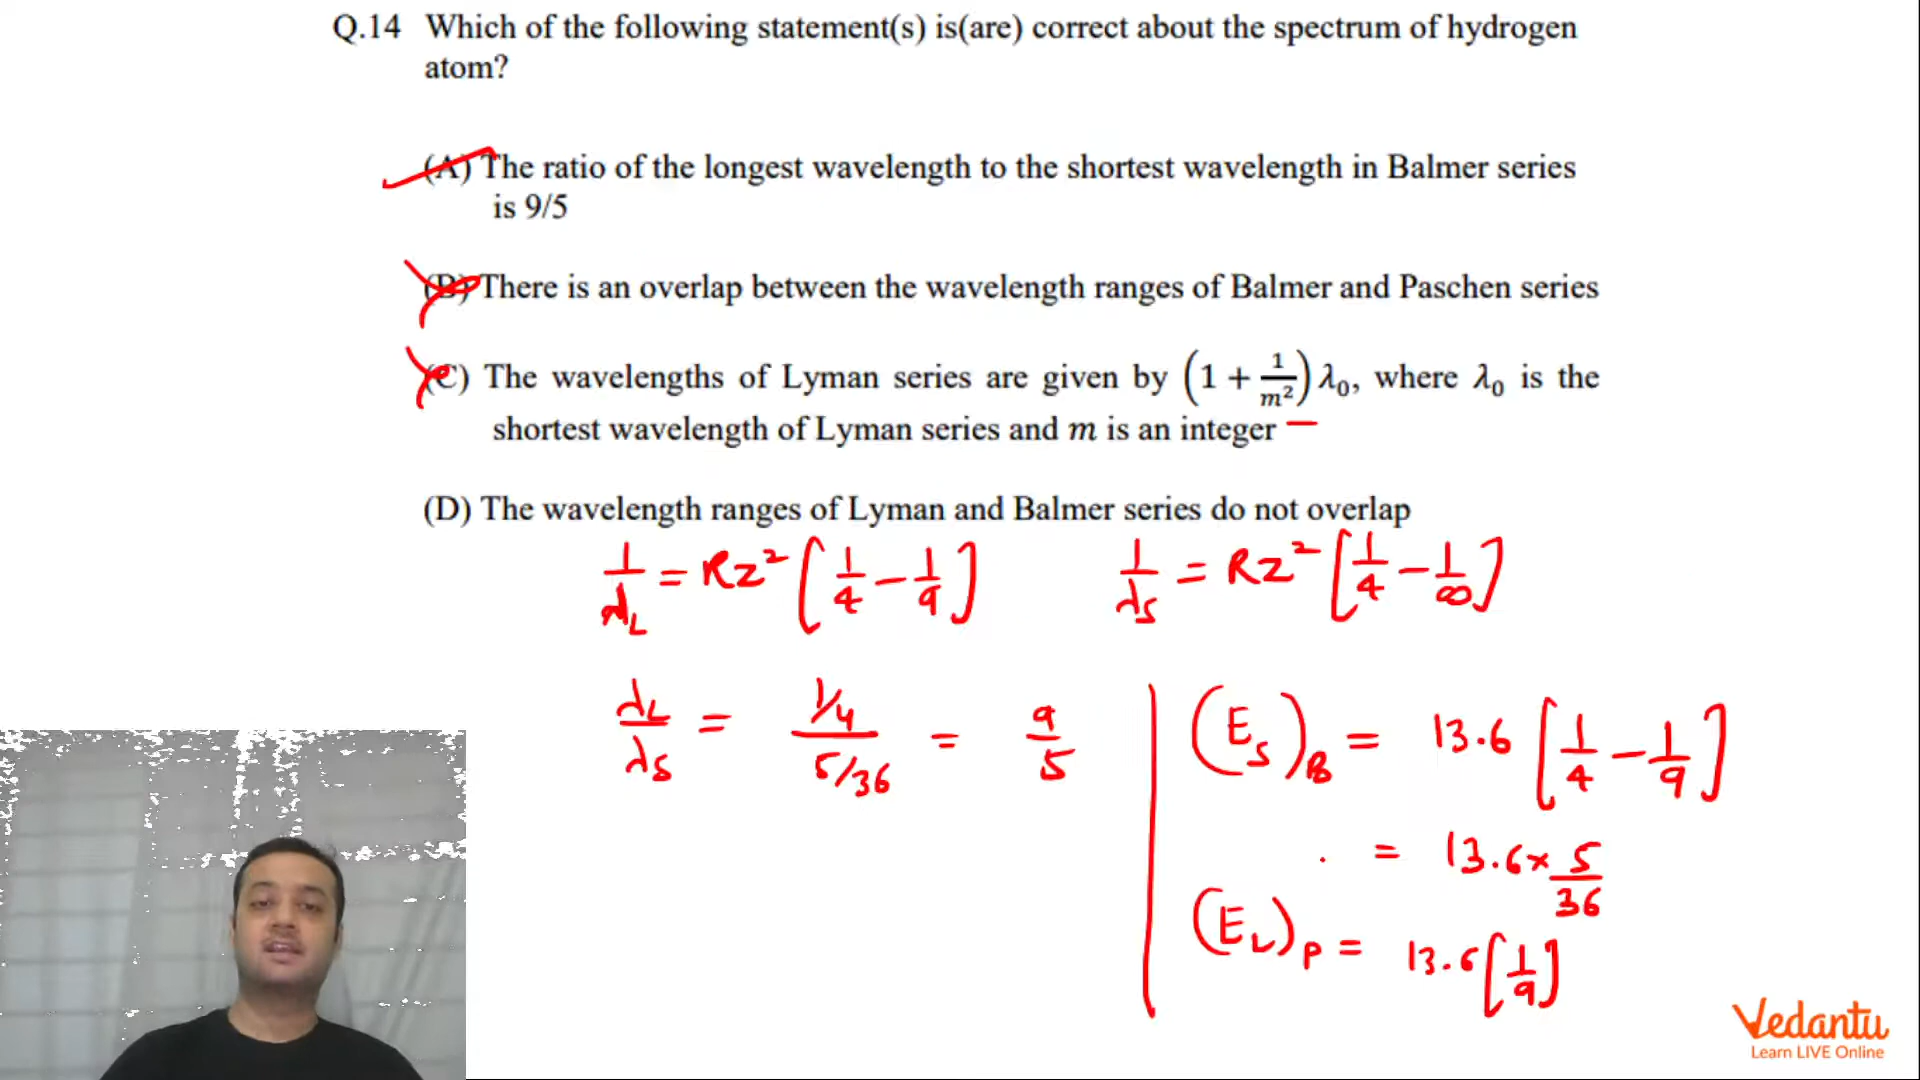 Q.14 Which of the following statement(s) is(are) correct about the spectrum of hydrogen
atom?
(A) The ratio of the longest wavelength to the shortest wavelength in Balmer series
is 9/5
(B) There is an overlap between the wavelength ranges of Balmer and Paschen series
(C) The wavelengths of Lyman series are given by (1 + 1/m²) λ₀, where λ₀ is the
shortest wavelength of Lyman series and m is an integer
(D) The wavelength ranges of Lyman and Balmer series do not overlap
1/λL = Rz² [1/4 − 1/9] 1/λs = Rz² [1/4 − 1/∞]
λL/λs = (1/4)/(5/36) = 9/5
(Es)B = 13.6 [1/4 − 1/9]
= 13.6 × 5/36
(EL)P = 13.6 [1/9]
Vedantu
Learn LIVE Online